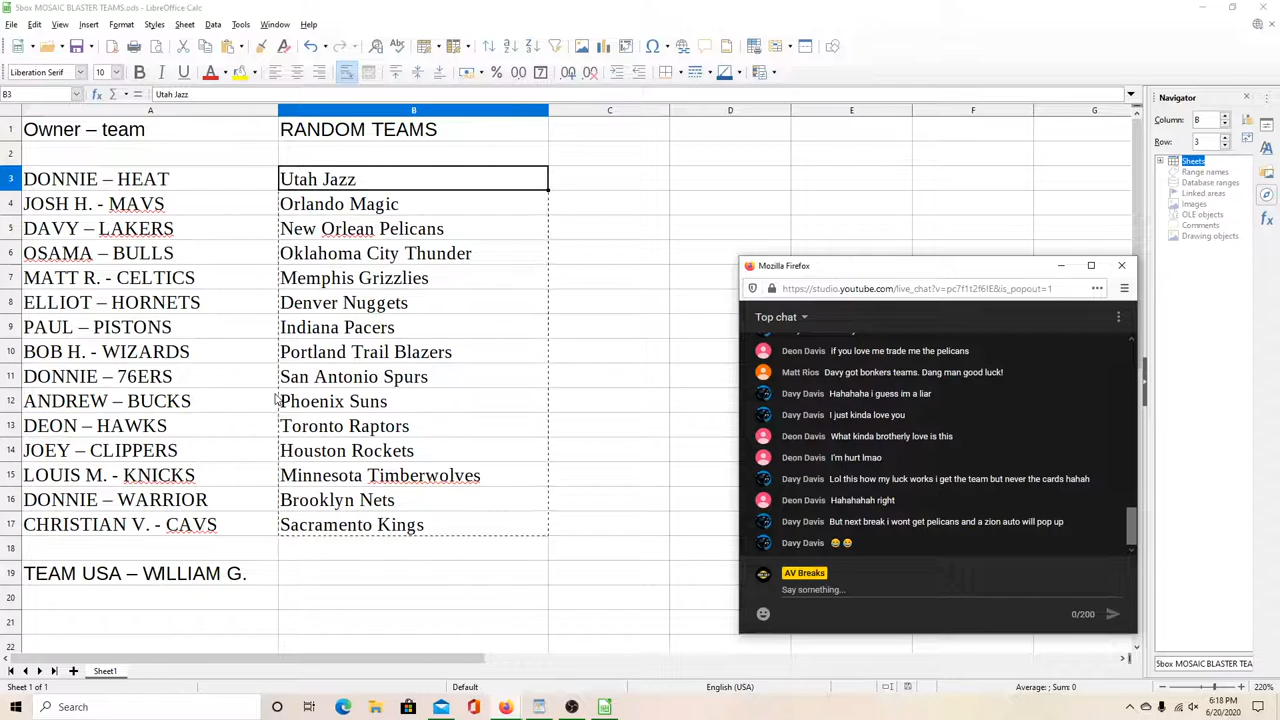 5box MOSAIC BLASTER TEAMS.ods - LibreOffice Calc
File Edit View Insert Format Styles Sheet Data Tools Window Help
Liberation Serif 10
B3 Utah Jazz
A B C D E F G
1 Owner – team RANDOM TEAMS
2
3 DONNIE – HEAT Utah Jazz
4 JOSH H. - MAVS Orlando Magic
5 DAVY – LAKERS New Orlean Pelicans
6 OSAMA – BULLS Oklahoma City Thunder
7 MATT R. - CELTICS Memphis Grizzlies
8 ELLIOT – HORNETS Denver Nuggets
9 PAUL – PISTONS Indiana Pacers
10 BOB H. - WIZARDS Portland Trail Blazers
11 DONNIE – 76ERS San Antonio Spurs
12 ANDREW – BUCKS Phoenix Suns
13 DEON – HAWKS Toronto Raptors
14 JOEY – CLIPPERS Houston Rockets
15 LOUIS M. - KNICKS Minnesota Timberwolves
16 DONNIE – WARRIOR Brooklyn Nets
17 CHRISTIAN V. - CAVS Sacramento Kings
18
19 TEAM USA – WILLIAM G.
20
21
22
Navigator
Column: B
Row: 3
Sheets
Range names
Database ranges
Linked areas
Images
OLE objects
Comments
Drawing objects
5box MOSAIC BLASTER TEA
Mozilla Firefox
https://studio.youtube.com/live_chat?v=pc7f1t2f6IE&is_popout=1
Top chat
Deon Davis if you love me trade me the pelicans
Matt Rios Davy got bonkers teams. Dang man good luck!
Davy Davis Hahahaha i guess im a liar
Davy Davis I just kinda love you
Deon Davis What kinda brotherly love is this
Deon Davis I'm hurt lmao
Davy Davis Lol this how my luck works i get the team but never the cards hahah
Deon Davis Hahahahah right
Davy Davis But next break i wont get pelicans and a zion auto will pop up
Davy Davis 😂 😂
AV Breaks
Say something...
0/200
Sheet1
Sheet 1 of 1 Default English (USA) Average: ; Sum: 0 220%
Search
6:18 PM
6/20/2020